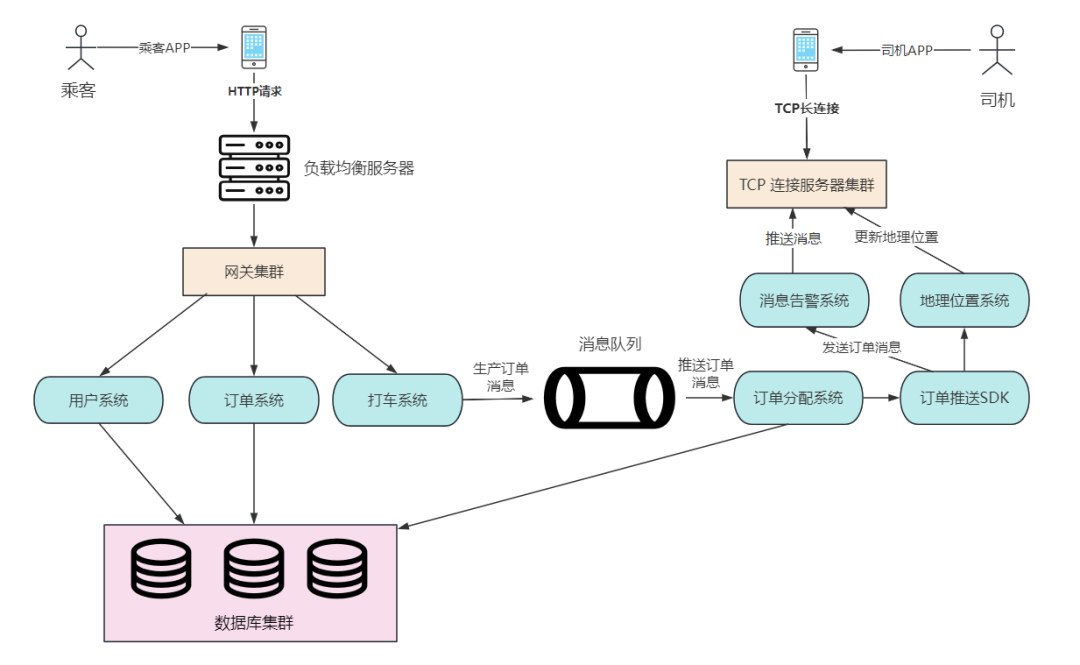 乘客APP
司机APP
乘客
HTTP请求
司机
TCP长连接
负载均衡服务器
TCP 连接服务器集群
推送消息
更新地理位置
网关集群
消息告警系统
地理位置系统
消息队列
发送订单消息
生产订单
消息
推送订单
消息
用户系统
订单系统
打车系统
订单分配系统
订单推送SDK
数据库集群